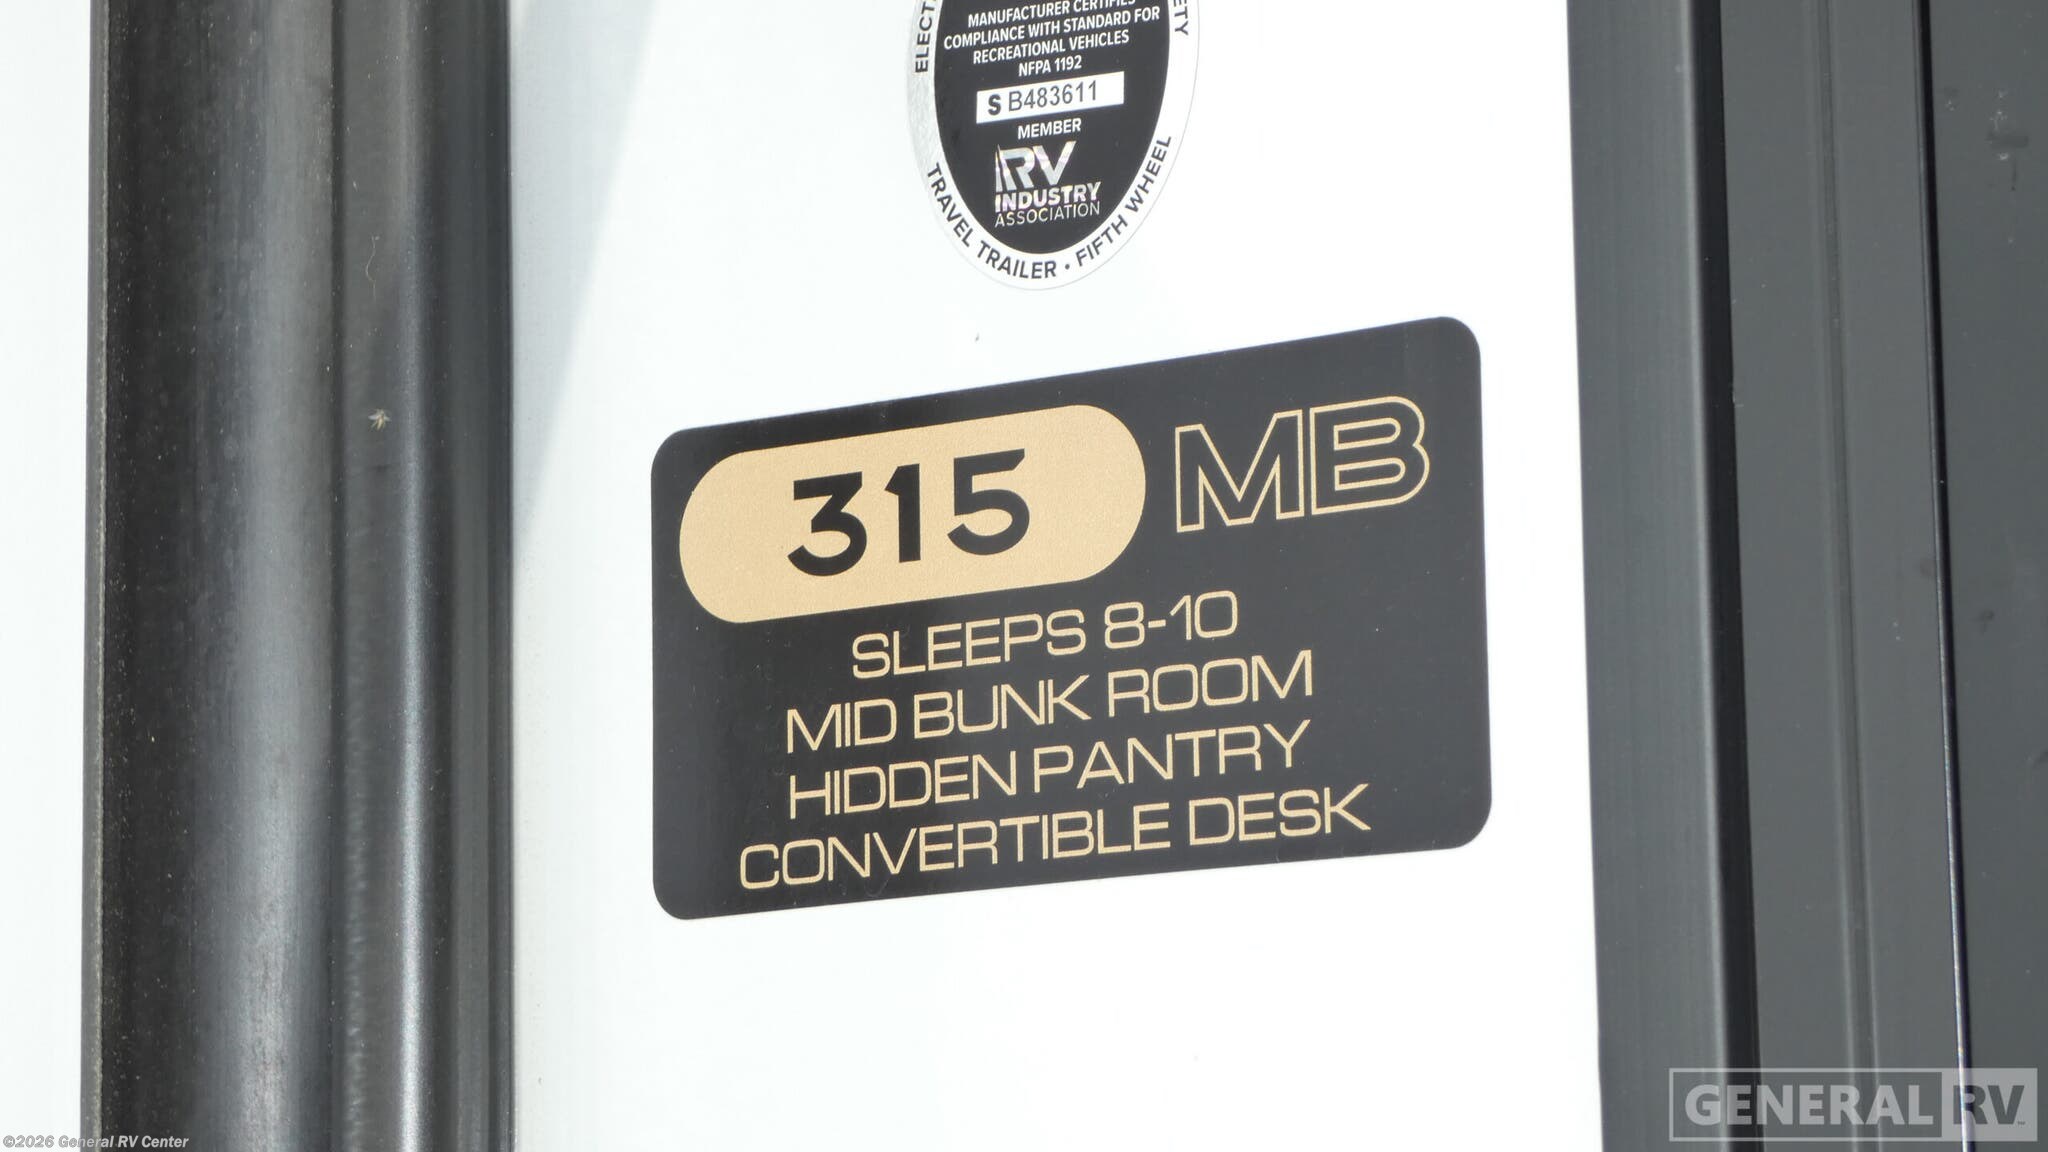 MANUFACTURER CERTIFIES
COMPLIANCE WITH STANDARD FOR
RECREATIONAL VEHICLES
NFPA 1192
S B483611
MEMBER
RV
INDUSTRY
ASSOCIATION
TRAVEL TRAILER • FIFTH WHEEL
315 MB
SLEEPS 8-10
MID BUNK ROOM
HIDDEN PANTRY
CONVERTIBLE DESK
GENERAL RV
©2026 General RV Center